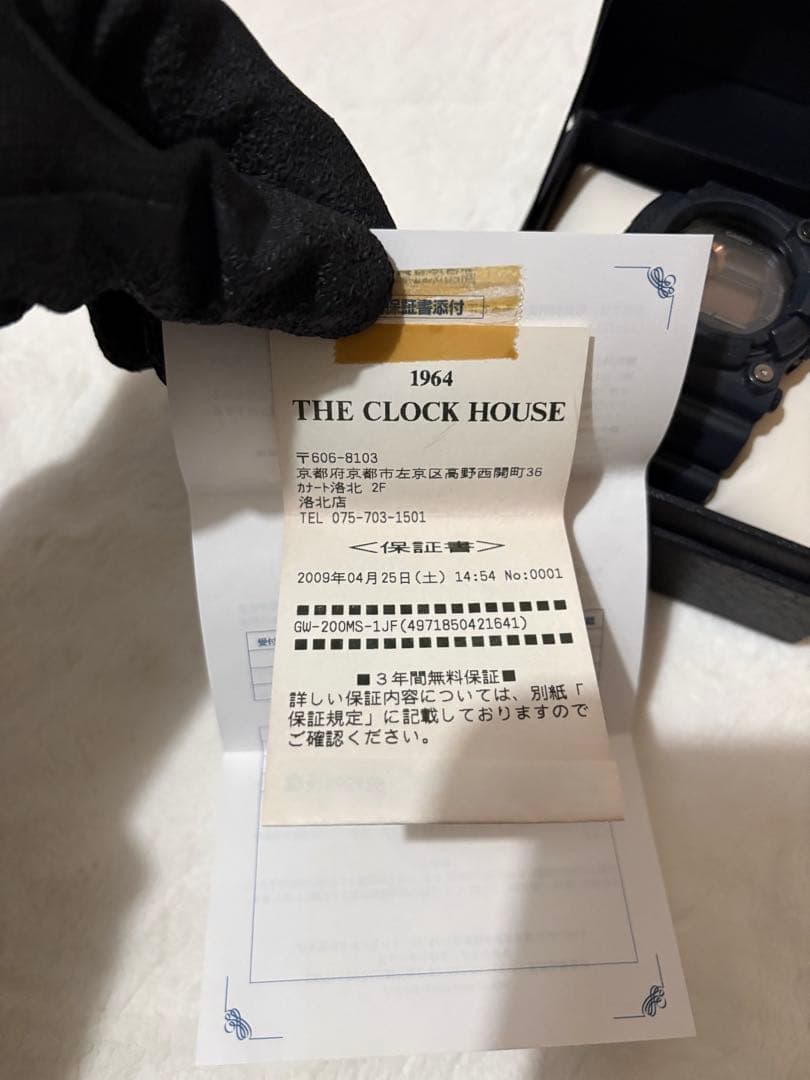 保証書添付
1964
THE CLOCK HOUSE
〒606-8103
京都府京都市左京区高野西開町36
カナート洛北 2F
洛北店
TEL 075-703-1501
＜保証書＞
2009年04月25日(土) 14:54 No:0001
■■■■■■■■■■■■■■■■■■■■
GW-200MS-1JF(4971850421641)
■■■■■■■■■■■■■■■■■■■■
■３年間無料保証■
詳しい保証内容については、別紙「
保証規定」に記載しておりますので
ご確認ください。
受付